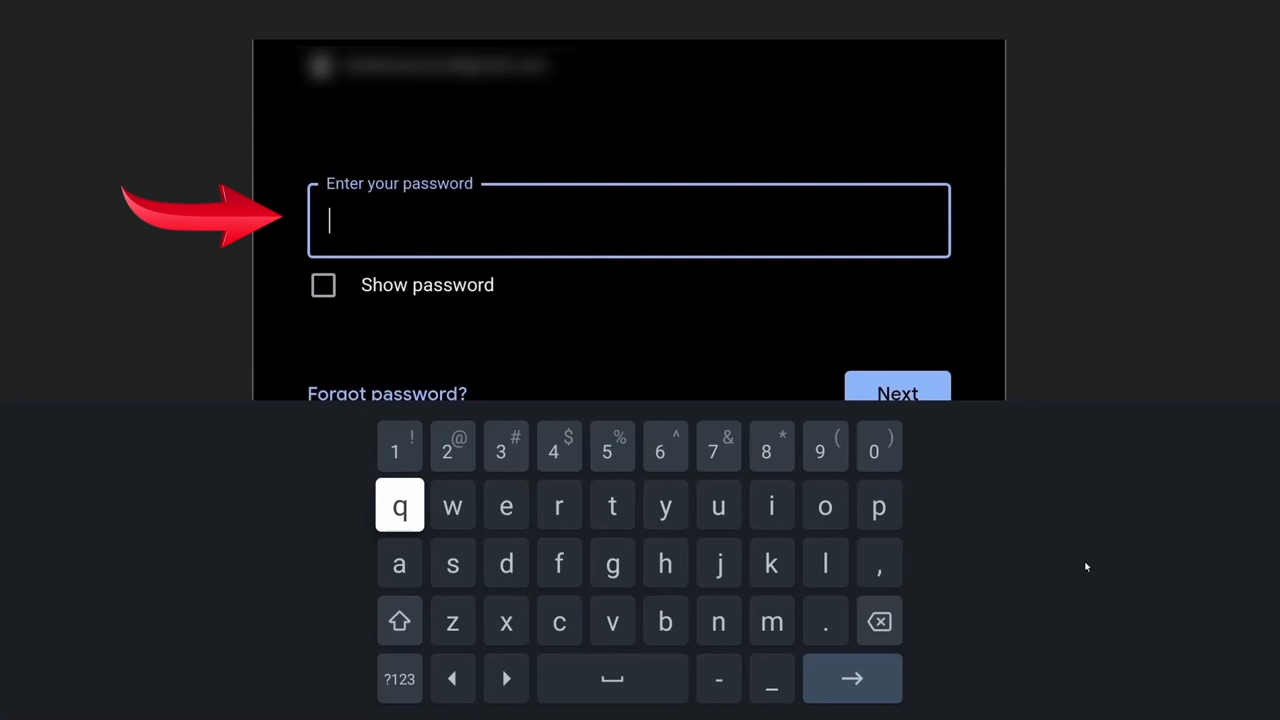 Enter your password
Show password
Forgot password?
Next
1 ! 2 @ 3 # 4 $ 5 % 6 ^ 7 & 8 * 9 ( 0 )
q w e r t y u i o p
a s d f g h j k l ,
z x c v b n m .
?123 - _